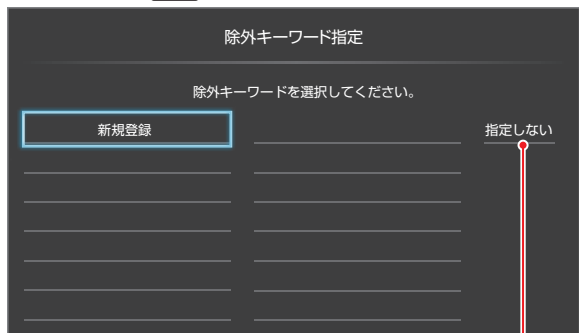 除外キーワード指定
除外キーワードを選択してください。
新規登録
指定しない